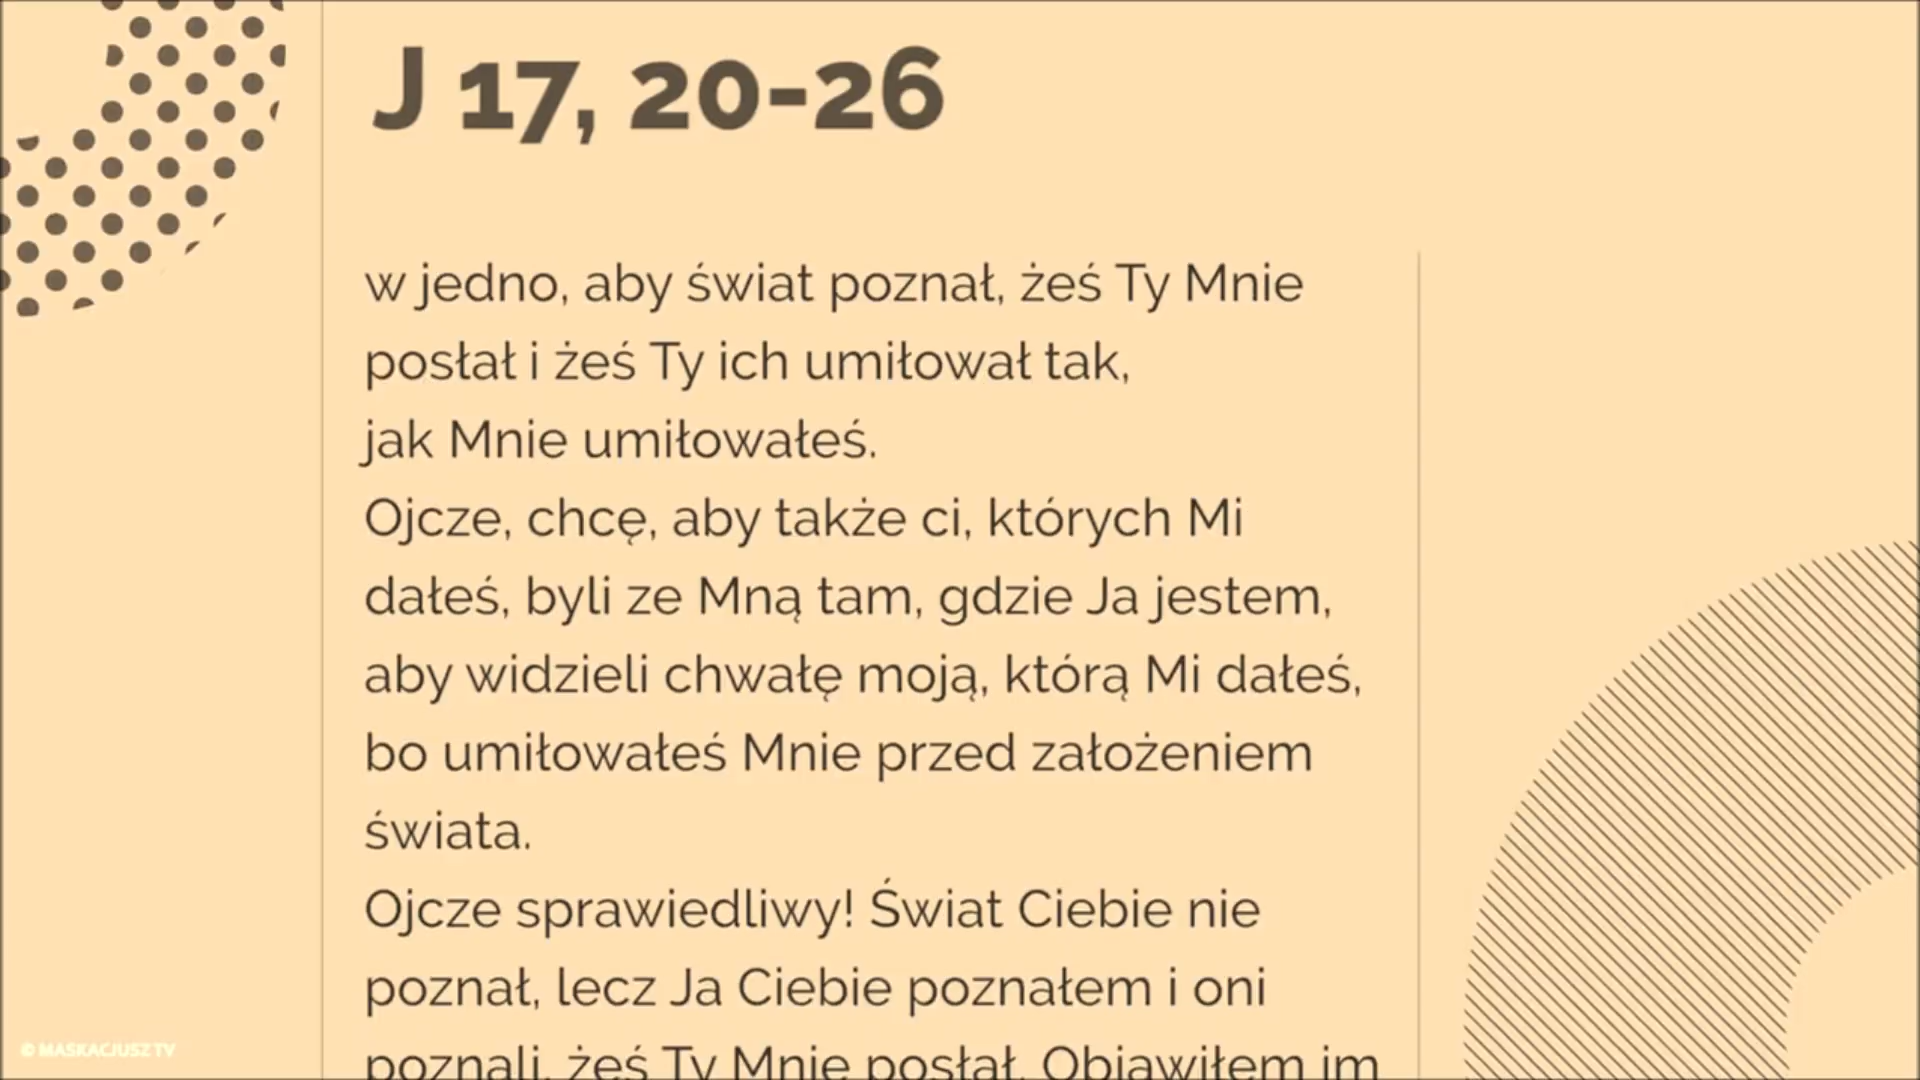 J 17, 20-26
w jedno, aby świat poznał, żeś Ty Mnie
posłał i żeś Ty ich umiłował tak,
jak Mnie umiłowałeś.
Ojcze, chcę, aby także ci, których Mi
dałeś, byli ze Mną tam, gdzie Ja jestem,
aby widzieli chwałę moją, którą Mi dałeś,
bo umiłowałeś Mnie przed założeniem
świata.
Ojcze sprawiedliwy! Świat Ciebie nie
poznał, lecz Ja Ciebie poznałem i oni
poznali, żeś Ty Mnie posłał. Objawiłem im
© MASKACJUSZ TV